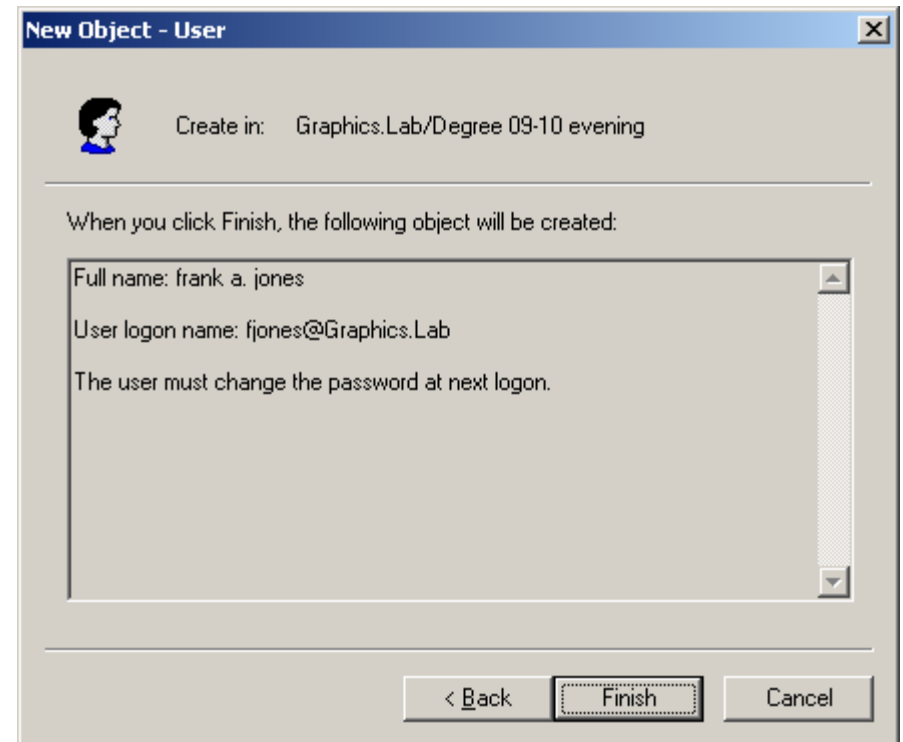 New Object - User
Create in: Graphics.Lab/Degree 09-10 evening
When you click Finish, the following object will be created:
Full name: frank a. jones
User logon name: fjones@Graphics.Lab
The user must change the password at next logon.
< Back Finish Cancel